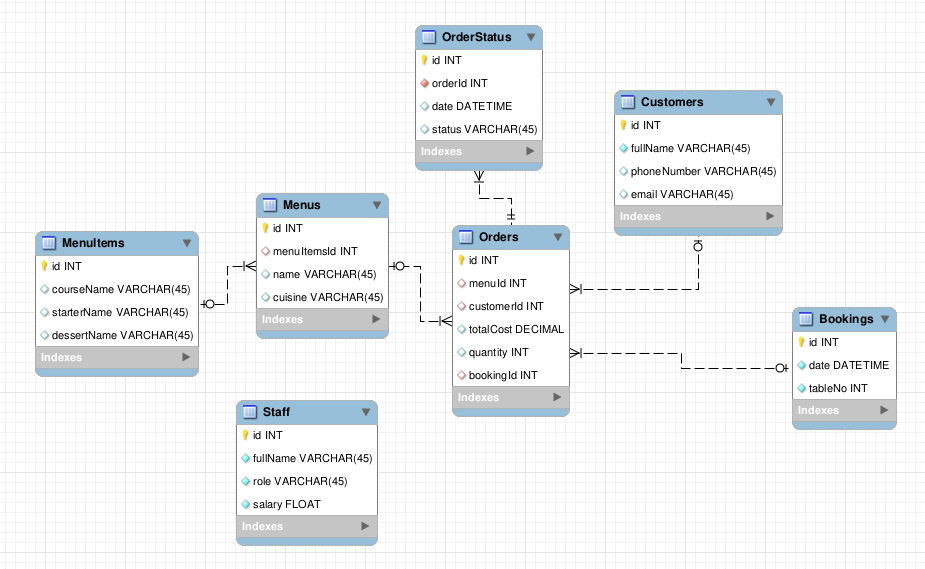 OrderStatus
id INT
orderId INT
date DATETIME
status VARCHAR(45)
Indexes
Customers
id INT
fullName VARCHAR(45)
phoneNumber VARCHAR(45)
email VARCHAR(45)
Indexes
Menus
id INT
menuItemsId INT
name VARCHAR(45)
cuisine VARCHAR(45)
Indexes
MenuItems
id INT
courseName VARCHAR(45)
starterName VARCHAR(45)
dessertName VARCHAR(45)
Indexes
Orders
id INT
menuId INT
customerId INT
totalCost DECIMAL
quantity INT
bookingId INT
Indexes
Bookings
id INT
date DATETIME
tableNo INT
Indexes
Staff
id INT
fullName VARCHAR(45)
role VARCHAR(45)
salary FLOAT
Indexes